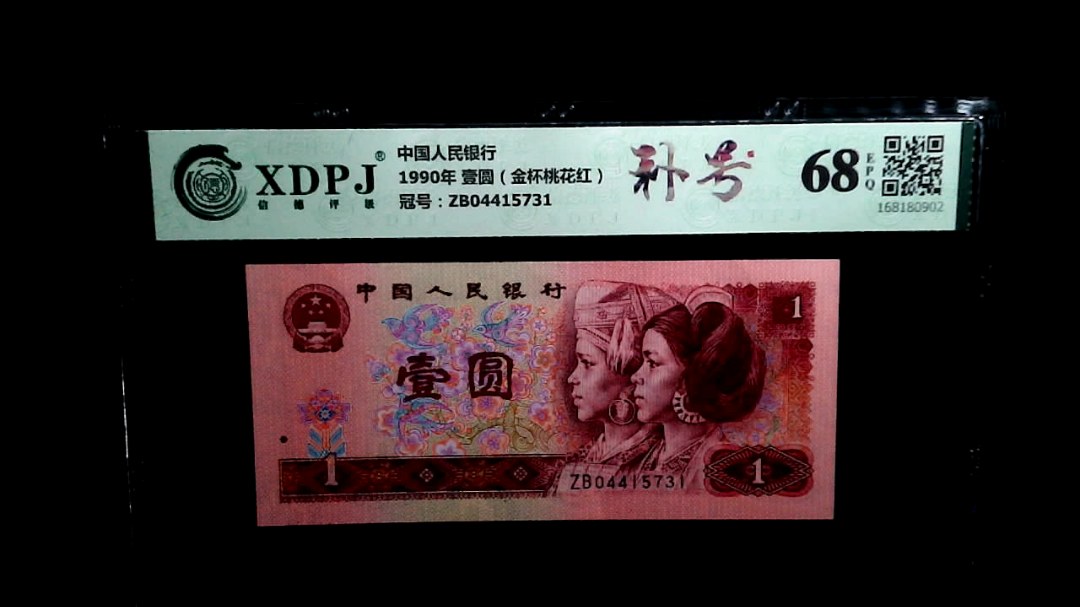 XDPJ®
信德评级
中国人民银行
1990年 壹圆（金杯桃花红）
冠号：ZB04415731
补号
68
EPQ
168180902
中国人民银行
1
壹圆
1
ZB04415731
1